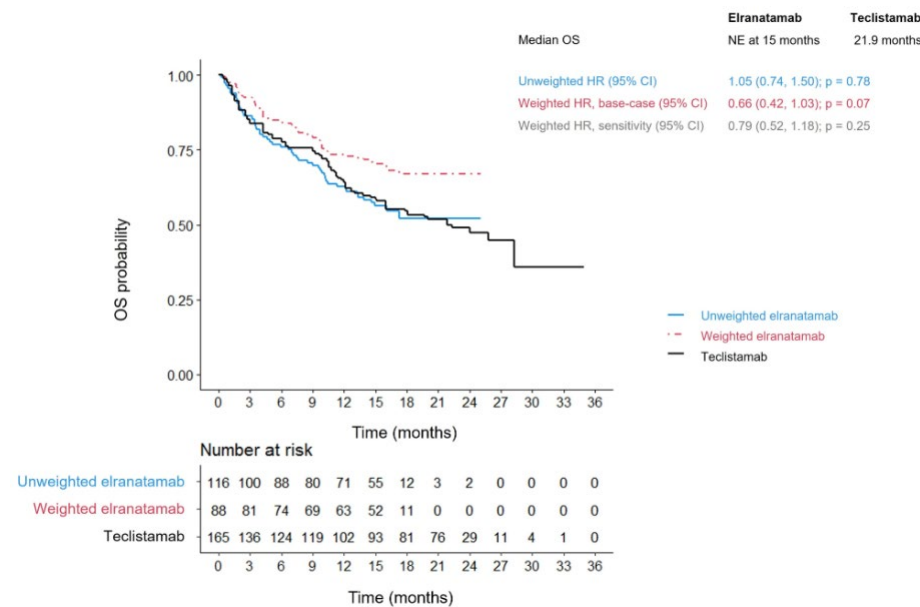 Elranatamab Teclistamab
Median OS NE at 15 months 21.9 months
Unweighted HR (95% CI) 1.05 (0.74, 1.50); p = 0.78
Weighted HR, base-case (95% CI) 0.66 (0.42, 1.03); p = 0.07
Weighted HR, sensitivity (95% CI) 0.79 (0.52, 1.18); p = 0.25
OS probability
1.00
0.75
0.50
0.25
0.00
0 3 6 9 12 15 18 21 24 27 30 33 36
Time (months)
Unweighted elranatamab
Weighted elranatamab
Teclistamab
Number at risk
Unweighted elranatamab 116 100 88 80 71 55 12 3 2 0 0 0 0
Weighted elranatamab 88 81 74 69 63 52 11 0 0 0 0 0 0
Teclistamab 165 136 124 119 102 93 81 76 29 11 4 1 0
0 3 6 9 12 15 18 21 24 27 30 33 36
Time (months)